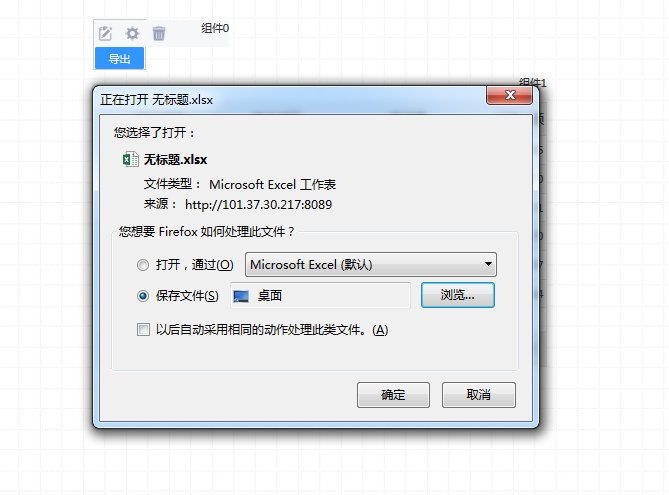 组件0
导出
组件1
正在打开 无标题.xlsx
您选择了打开：
无标题.xlsx
文件类型： Microsoft Excel 工作表
来源： http://101.37.30.217:8089
您想要 Firefox 如何处理此文件？
打开，通过(O)
Microsoft Excel (默认)
保存文件(S)
桌面
浏览...
以后自动采用相同的动作处理此类文件。(A)
确定
取消